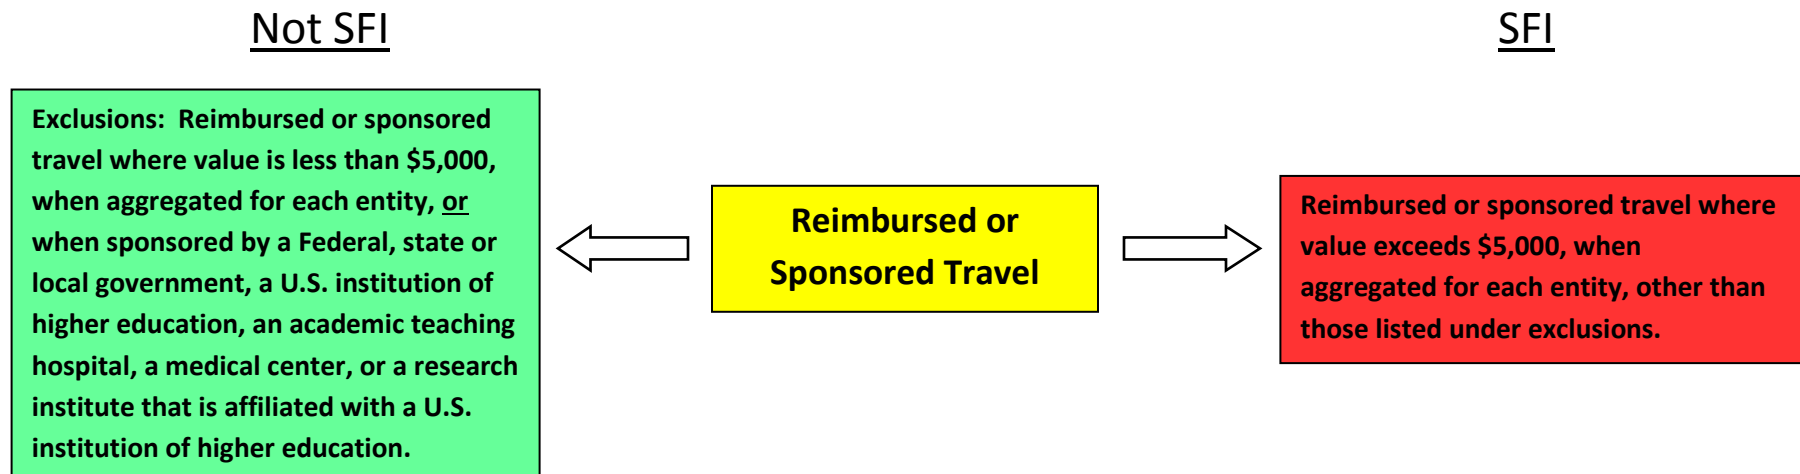 Not SFI
SFI
Exclusions: Reimbursed or sponsored
travel where value is less than $5,000,
when aggregated for each entity, or
when sponsored by a Federal, state or
local government, a U.S. institution of
higher education, an academic teaching
hospital, a medical center, or a research
institute that is affiliated with a U.S.
institution of higher education.
Reimbursed or
Sponsored Travel
Reimbursed or sponsored travel where
value exceeds $5,000, when
aggregated for each entity, other than
those listed under exclusions.